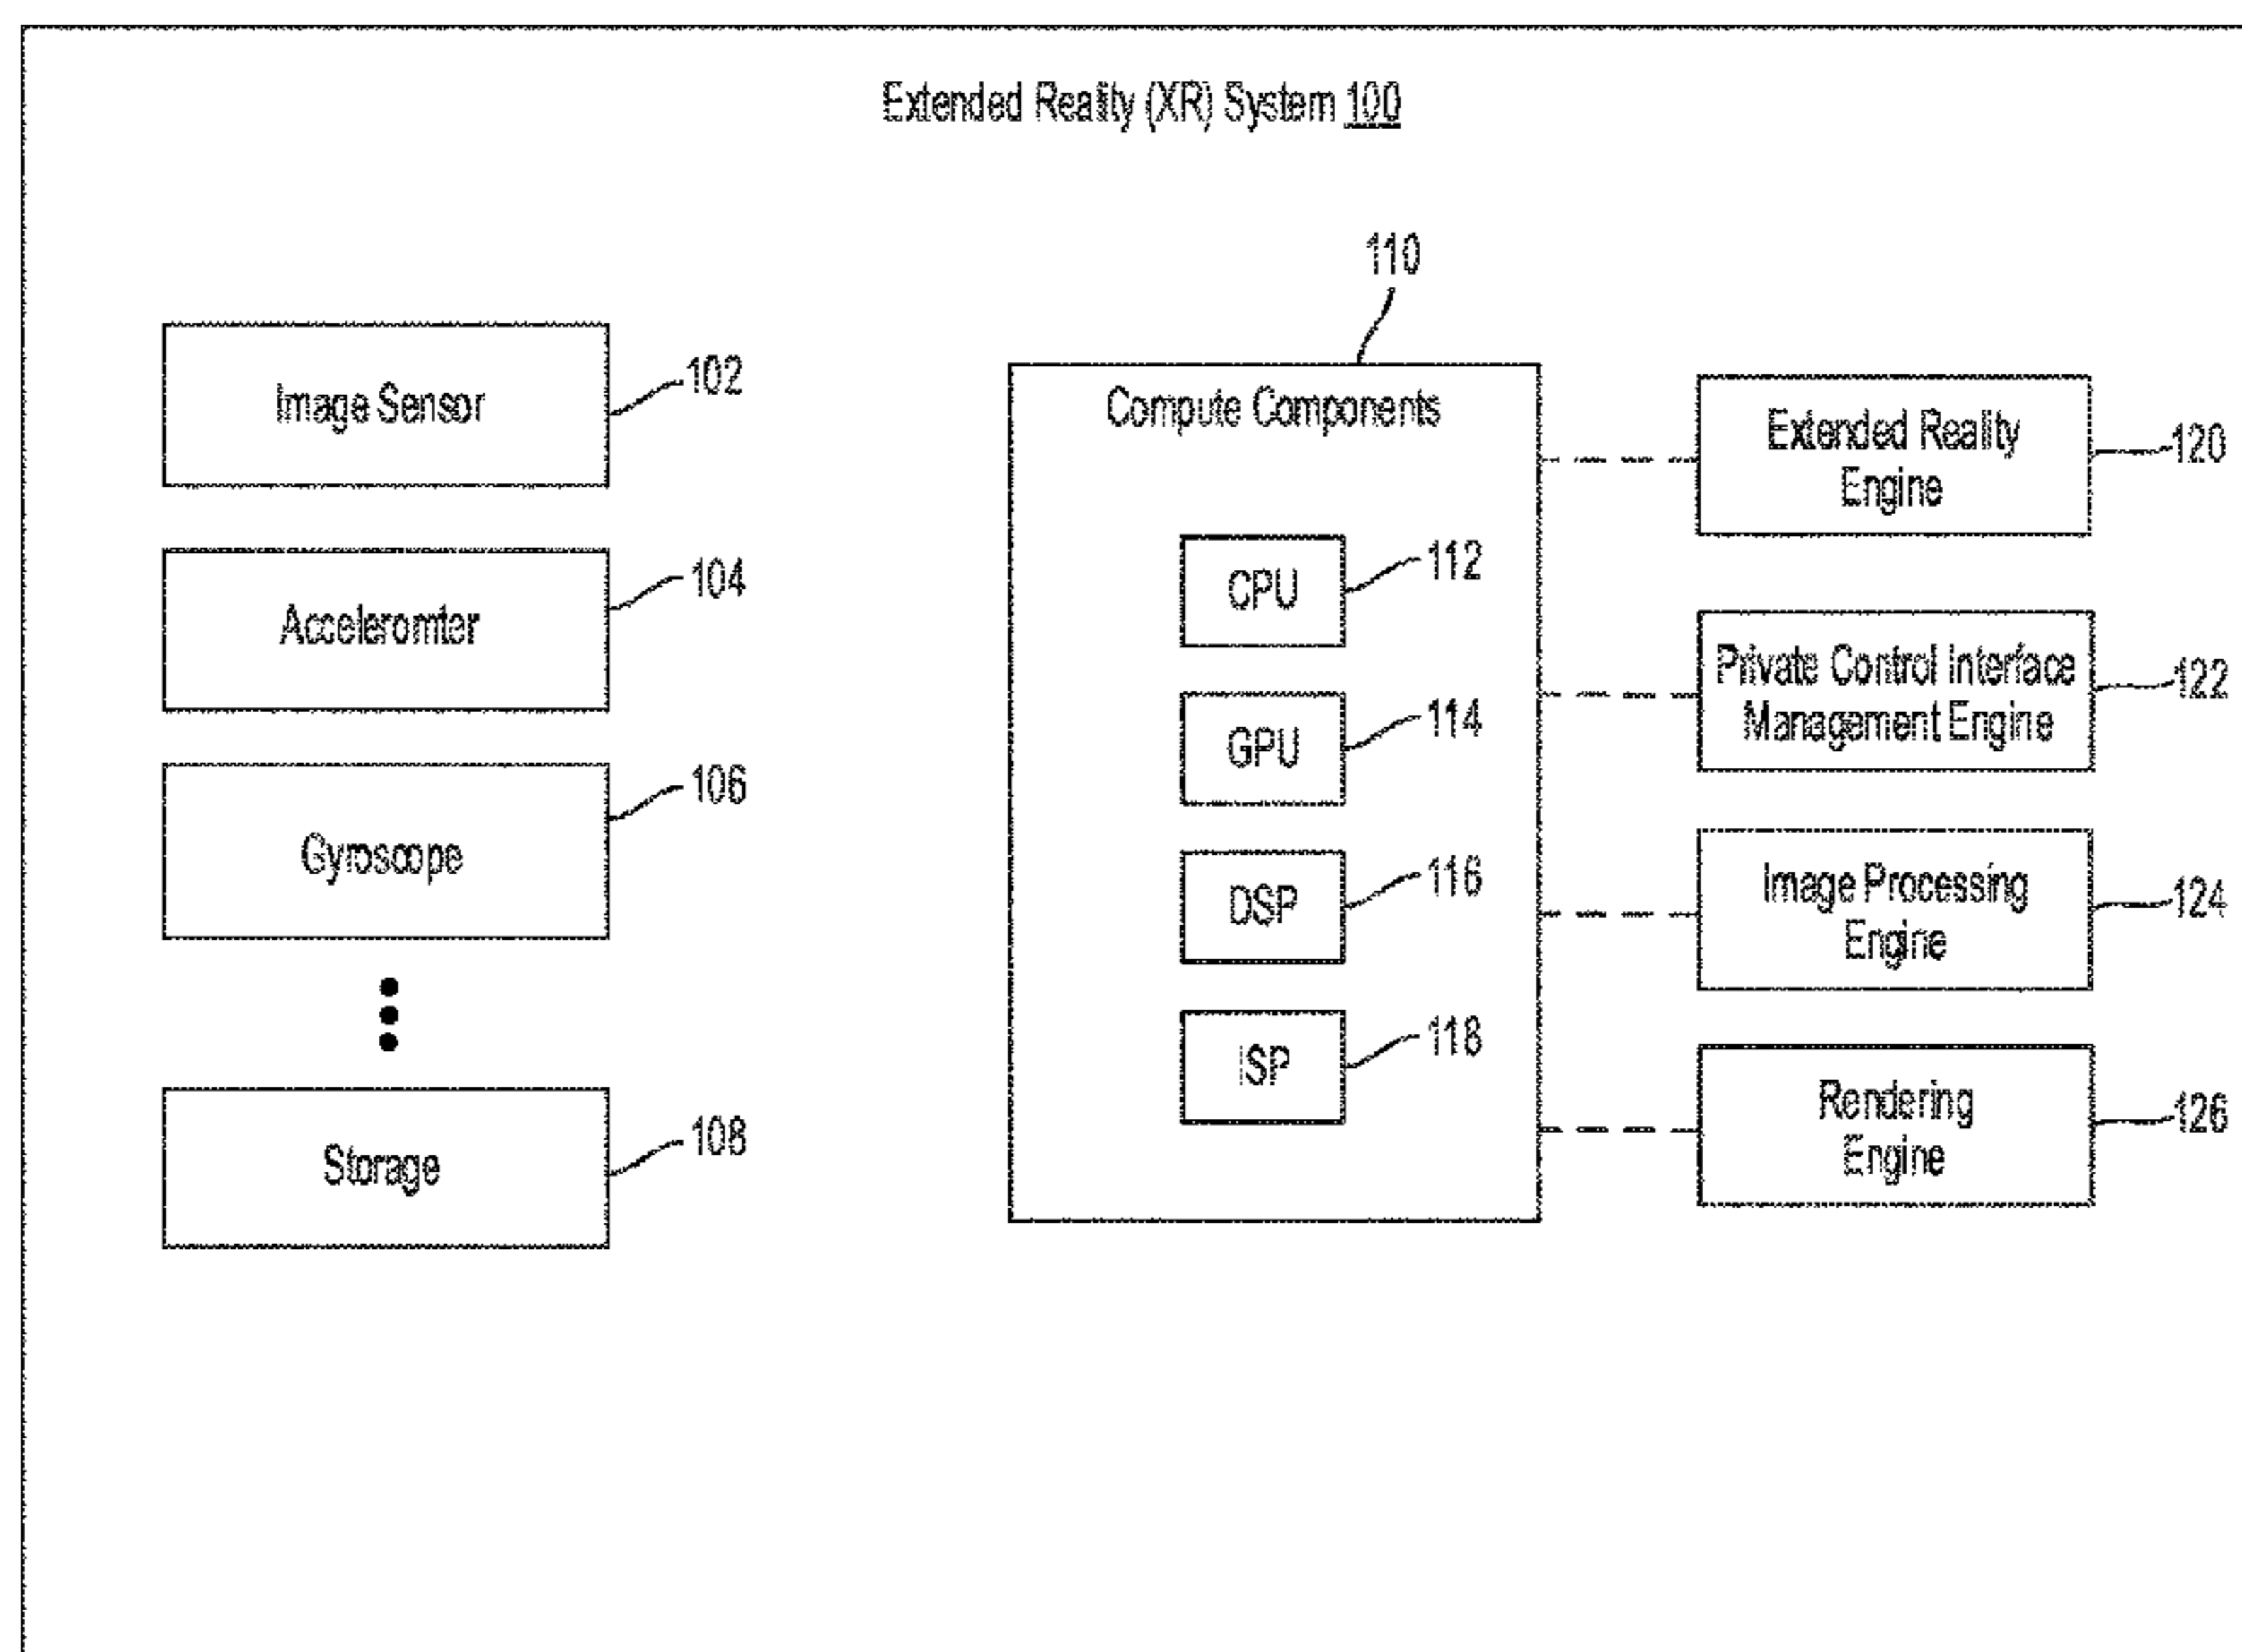 Extended Reality (XR) System 100
110
Image Sensor
102
Acceleromter
104
Gyroscope
106
Storage
108
Compute Components
CPU
112
GPU
114
DSP
116
ISP
118
Extended Reality
Engine
120
Private Control Interface
Management Engine
122
Image Processing
Engine
124
Rendering
Engine
126